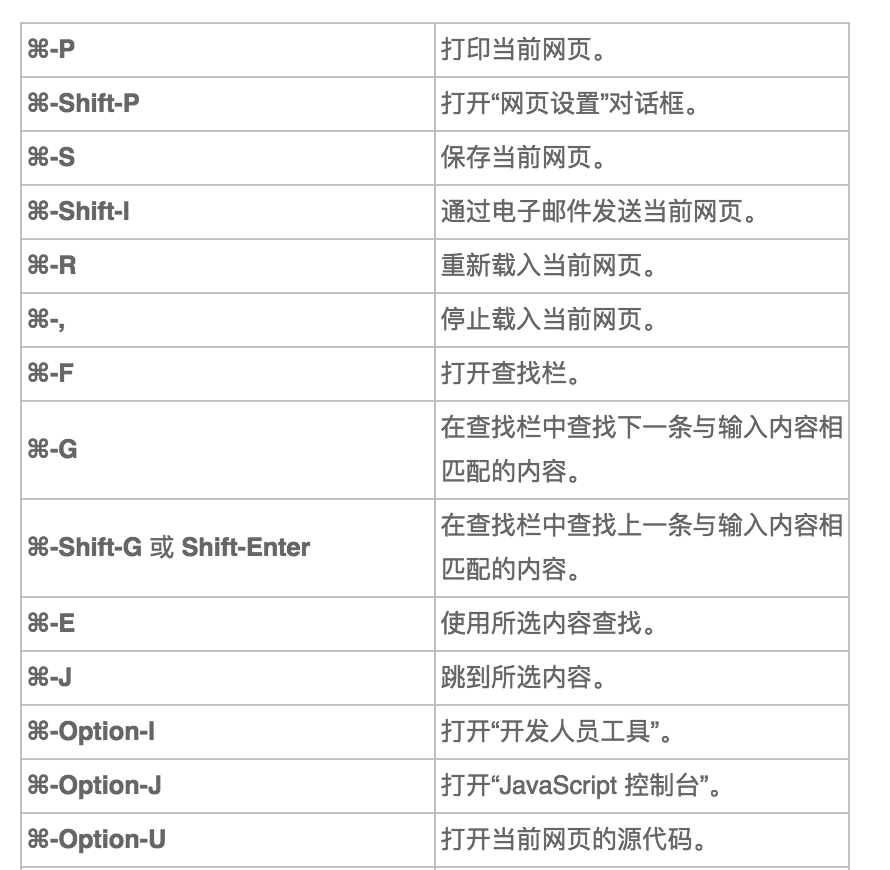 ⌘-P
打印当前网页。
⌘-Shift-P
打开“网页设置”对话框。
⌘-S
保存当前网页。
⌘-Shift-I
通过电子邮件发送当前网页。
⌘-R
重新载入当前网页。
⌘-,
停止载入当前网页。
⌘-F
打开查找栏。
⌘-G
在查找栏中查找下一条与输入内容相
匹配的内容。
⌘-Shift-G 或 Shift-Enter
在查找栏中查找上一条与输入内容相
匹配的内容。
⌘-E
使用所选内容查找。
⌘-J
跳到所选内容。
⌘-Option-I
打开“开发人员工具”。
⌘-Option-J
打开“JavaScript 控制台”。
⌘-Option-U
打开当前网页的源代码。